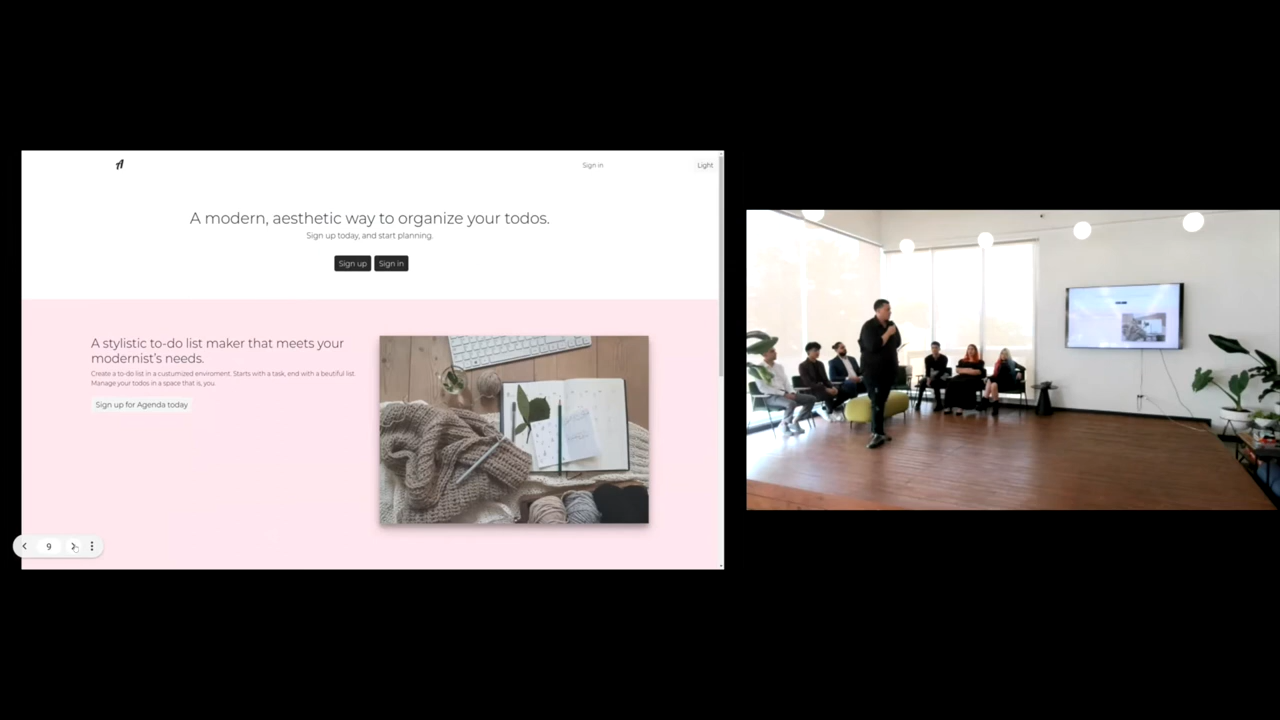 A
Sign in
Light
A modern, aesthetic way to organize your todos.
Sign up today, and start planning.
Sign up
Sign in
A stylistic to-do list maker that meets your
modernist's needs.
Create a to-do list in a custumized enviroment. Starts with a task, end with a beutiful list.
Manage your todos in a space that is, you.
Sign up for Agenda today
9